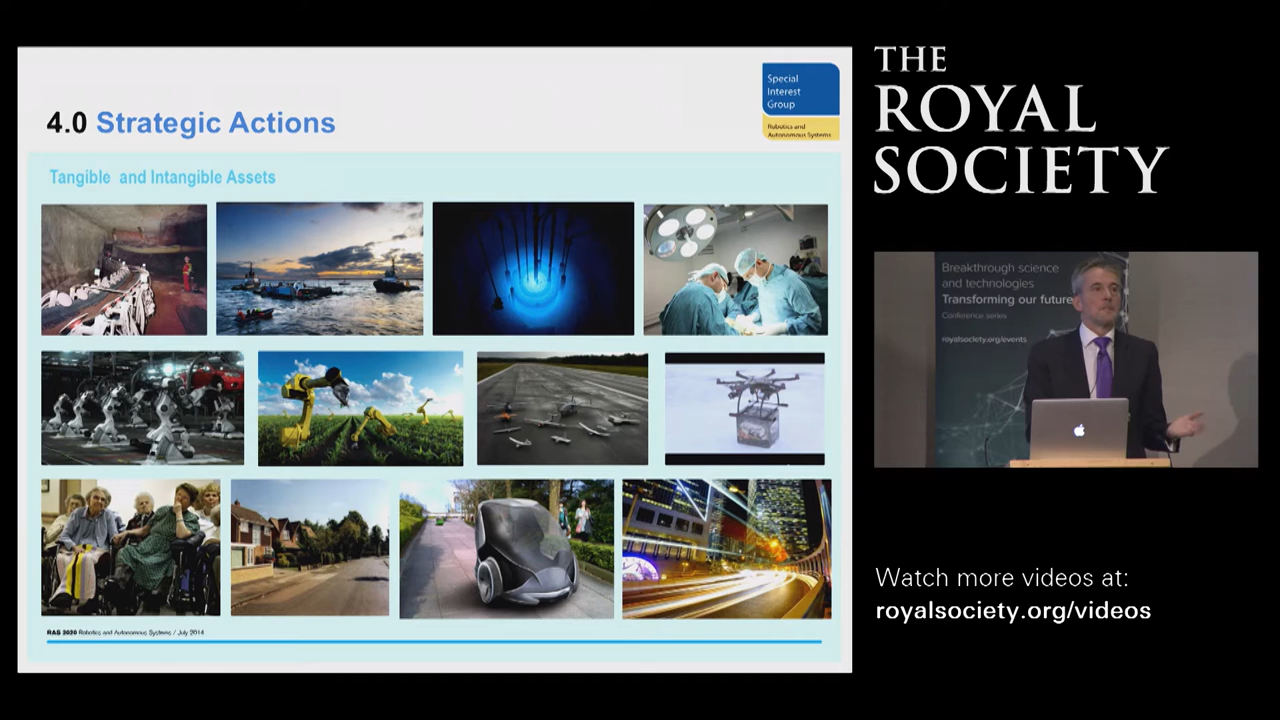 4.0 Strategic Actions
Special
Interest
Group
Robotics and
Autonomous Systems
Tangible and Intangible Assets
RAS 2020 Robotics and Autonomous Systems / July 2014
THE
ROYAL
SOCIETY
Breakthrough science
and technologies
Transforming our future
Conference series
royalsociety.org/events
Watch more videos at:
royalsociety.org/videos